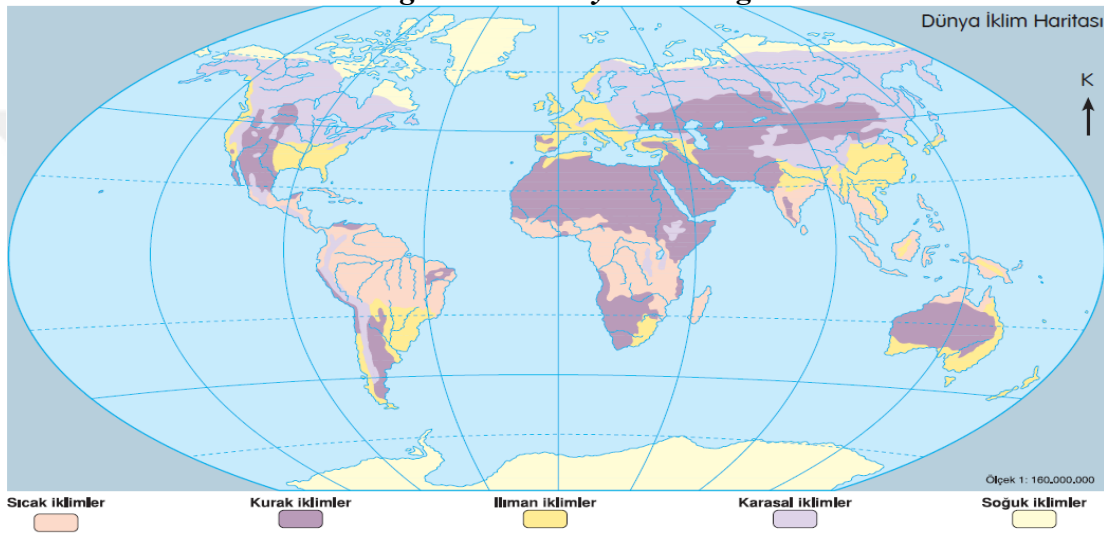 Dünya İklim Haritası
K
Ölçek 1: 160.000.000
Sıcak iklimler Kurak iklimler Ilıman iklimler Karasal iklimler Soğuk iklimler